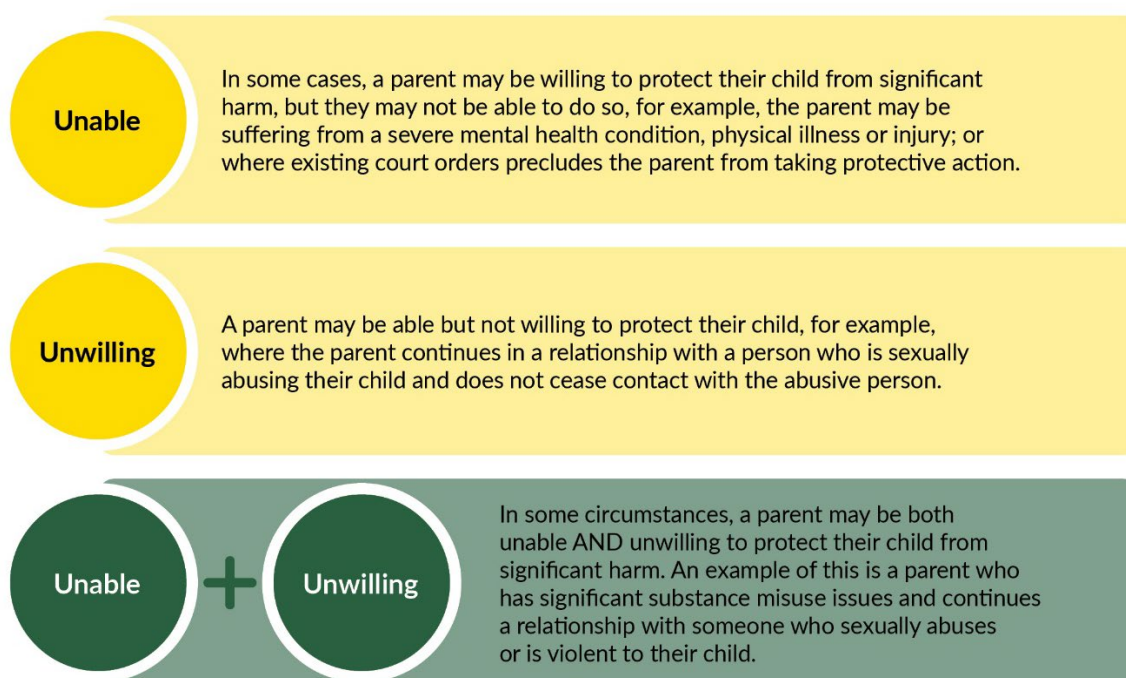 Unable
In some cases, a parent may be willing to protect their child from significant
harm, but they may not be able to do so, for example, the parent may be
suffering from a severe mental health condition, physical illness or injury; or
where existing court orders precludes the parent from taking protective action.
Unwilling
A parent may be able but not willing to protect their child, for example,
where the parent continues in a relationship with a person who is sexually
abusing their child and does not cease contact with the abusive person.
Unable + Unwilling
In some circumstances, a parent may be both
unable AND unwilling to protect their child from
significant harm. An example of this is a parent who
has significant substance misuse issues and continues
a relationship with someone who sexually abuses
or is violent to their child.